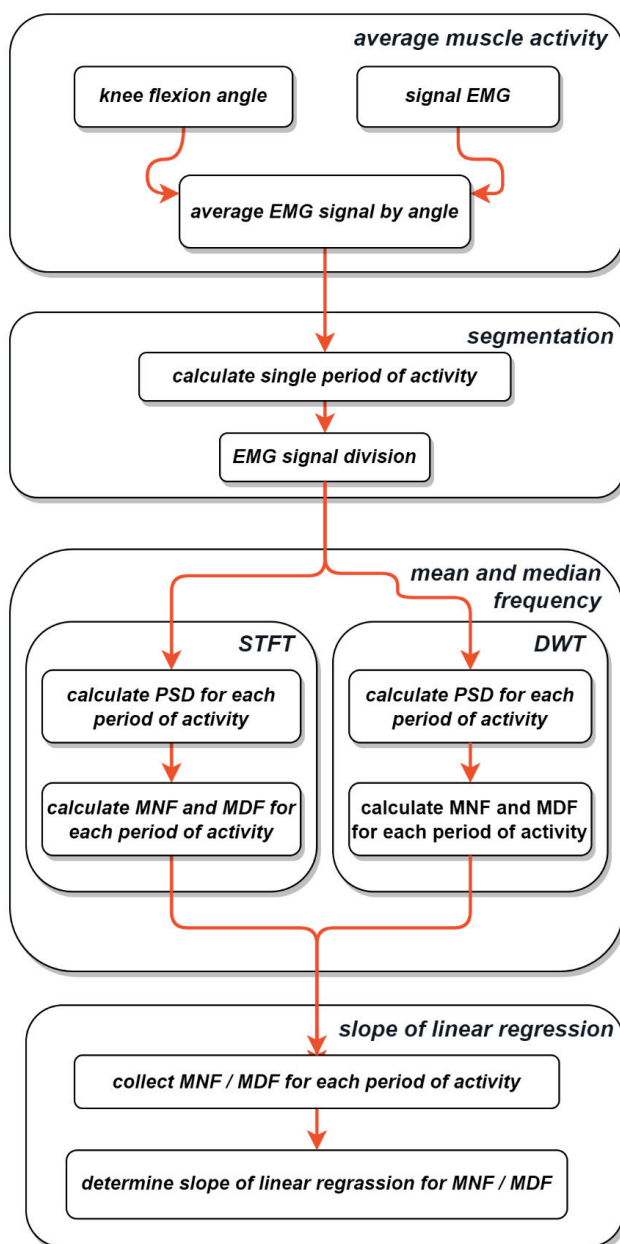 average muscle activity
knee flexion angle
signal EMG
average EMG signal by angle
segmentation
calculate single period of activity
EMG signal division
mean and median
frequency
STFT
calculate PSD for each
period of activity
calculate MNF and MDF for
each period of activity
DWT
calculate PSD for each
period of activity
calculate MNF and MDF
for each period of activity
slope of linear regression
collect MNF / MDF for each period of activity
determine slope of linear regrassion for MNF / MDF